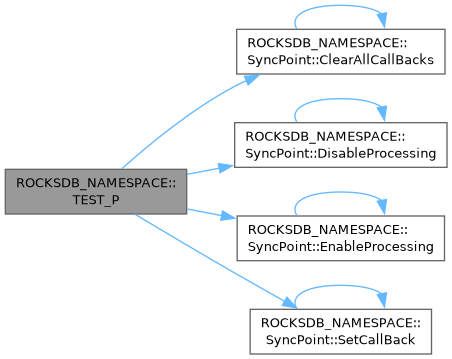 ROCKSDB_NAMESPACE::
SyncPoint::ClearAllCallBacks
ROCKSDB_NAMESPACE::
SyncPoint::DisableProcessing
ROCKSDB_NAMESPACE::
TEST_P
ROCKSDB_NAMESPACE::
SyncPoint::EnableProcessing
ROCKSDB_NAMESPACE::
SyncPoint::SetCallBack